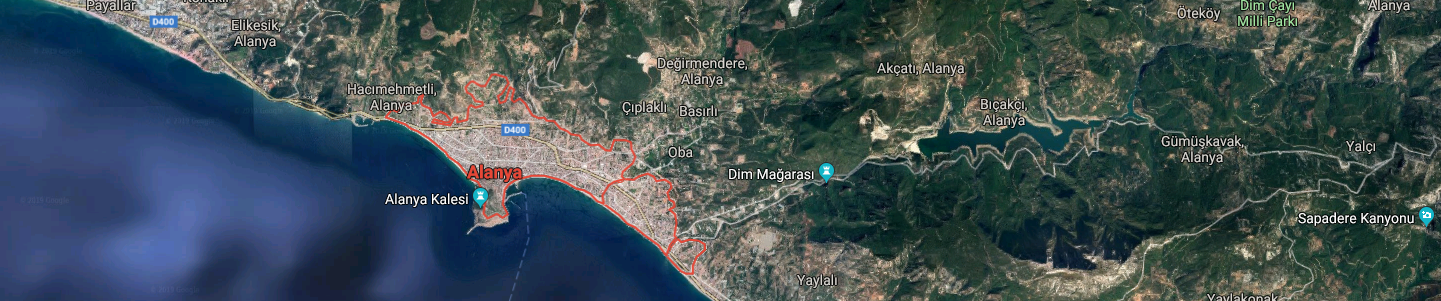 Payallar
D400
Elikesik,
Alanya
Hacımehmetli,
Alanya
D400
Alanya
Alanya Kalesi
Değirmendere,
Alanya
Çıplaklı
Basırlı
Oba
Dim Mağarası
Akçatı, Alanya
Bıçakçı,
Alanya
Öteköy
Dim Çayı
Milli Parkı
Alanya
Gümüşkavak,
Alanya
Yalçı
Sapadere Kanyonu
Yaylalı
Yaylakonak